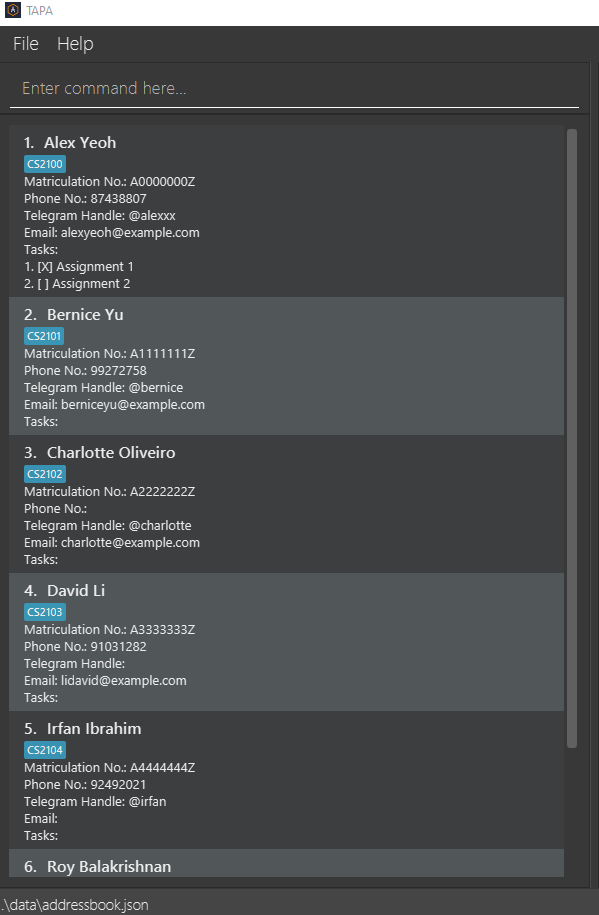 TAPA
File Help
Enter command here...
1. Alex Yeoh
CS2100
Matriculation No.: A0000000Z
Phone No.: 87438807
Telegram Handle: @alexxx
Email: alexyeoh@example.com
Tasks:
1. [X] Assignment 1
2. [ ] Assignment 2
2. Bernice Yu
CS2101
Matriculation No.: A1111111Z
Phone No.: 99272758
Telegram Handle: @bernice
Email: berniceyu@example.com
Tasks:
3. Charlotte Oliveiro
CS2102
Matriculation No.: A2222222Z
Phone No.:
Telegram Handle: @charlotte
Email: charlotte@example.com
Tasks:
4. David Li
CS2103
Matriculation No.: A3333333Z
Phone No.: 91031282
Telegram Handle:
Email: lidavid@example.com
Tasks:
5. Irfan Ibrahim
CS2104
Matriculation No.: A4444444Z
Phone No.: 92492021
Telegram Handle: @irfan
Email:
Tasks:
6. Roy Balakrishnan
.\data\addressbook.json